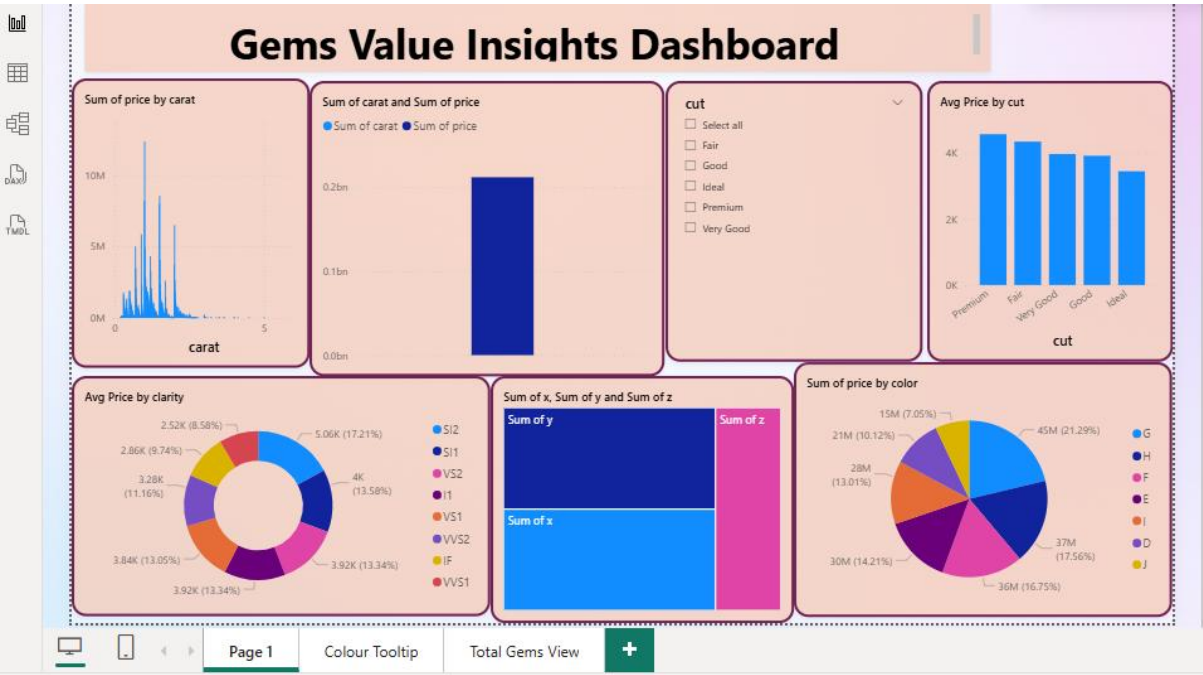 Gems Value Insights Dashboard
Sum of price by carat
10M
5M
0M
0
5
carat
Sum of carat and Sum of price
Sum of carat
Sum of price
0.2bn
0.1bn
0.0bn
cut
Select all
Fair
Good
Ideal
Premium
Very Good
Avg Price by cut
4K
2K
0K
Premium
Fair
Very Good
Good
Ideal
cut
Avg Price by clarity
2.52K (8.58%)
5.06K (17.21%)
2.86K (9.74%)
3.28K
(11.16%)
4K
(13.58%)
3.84K (13.05%)
3.92K (13.34%)
3.92K (13.34%)
SI2
SI1
VS2
I1
VS1
VVS2
IF
VVS1
Sum of x, Sum of y and Sum of z
Sum of y
Sum of z
Sum of x
Sum of price by color
15M (7.05%)
45M (21.29%)
21M (10.12%)
28M
(13.01%)
37M
(17.56%)
30M (14.21%)
36M (16.75%)
G
H
F
E
I
D
J
DAX
TMDL
Page 1
Colour Tooltip
Total Gems View
+